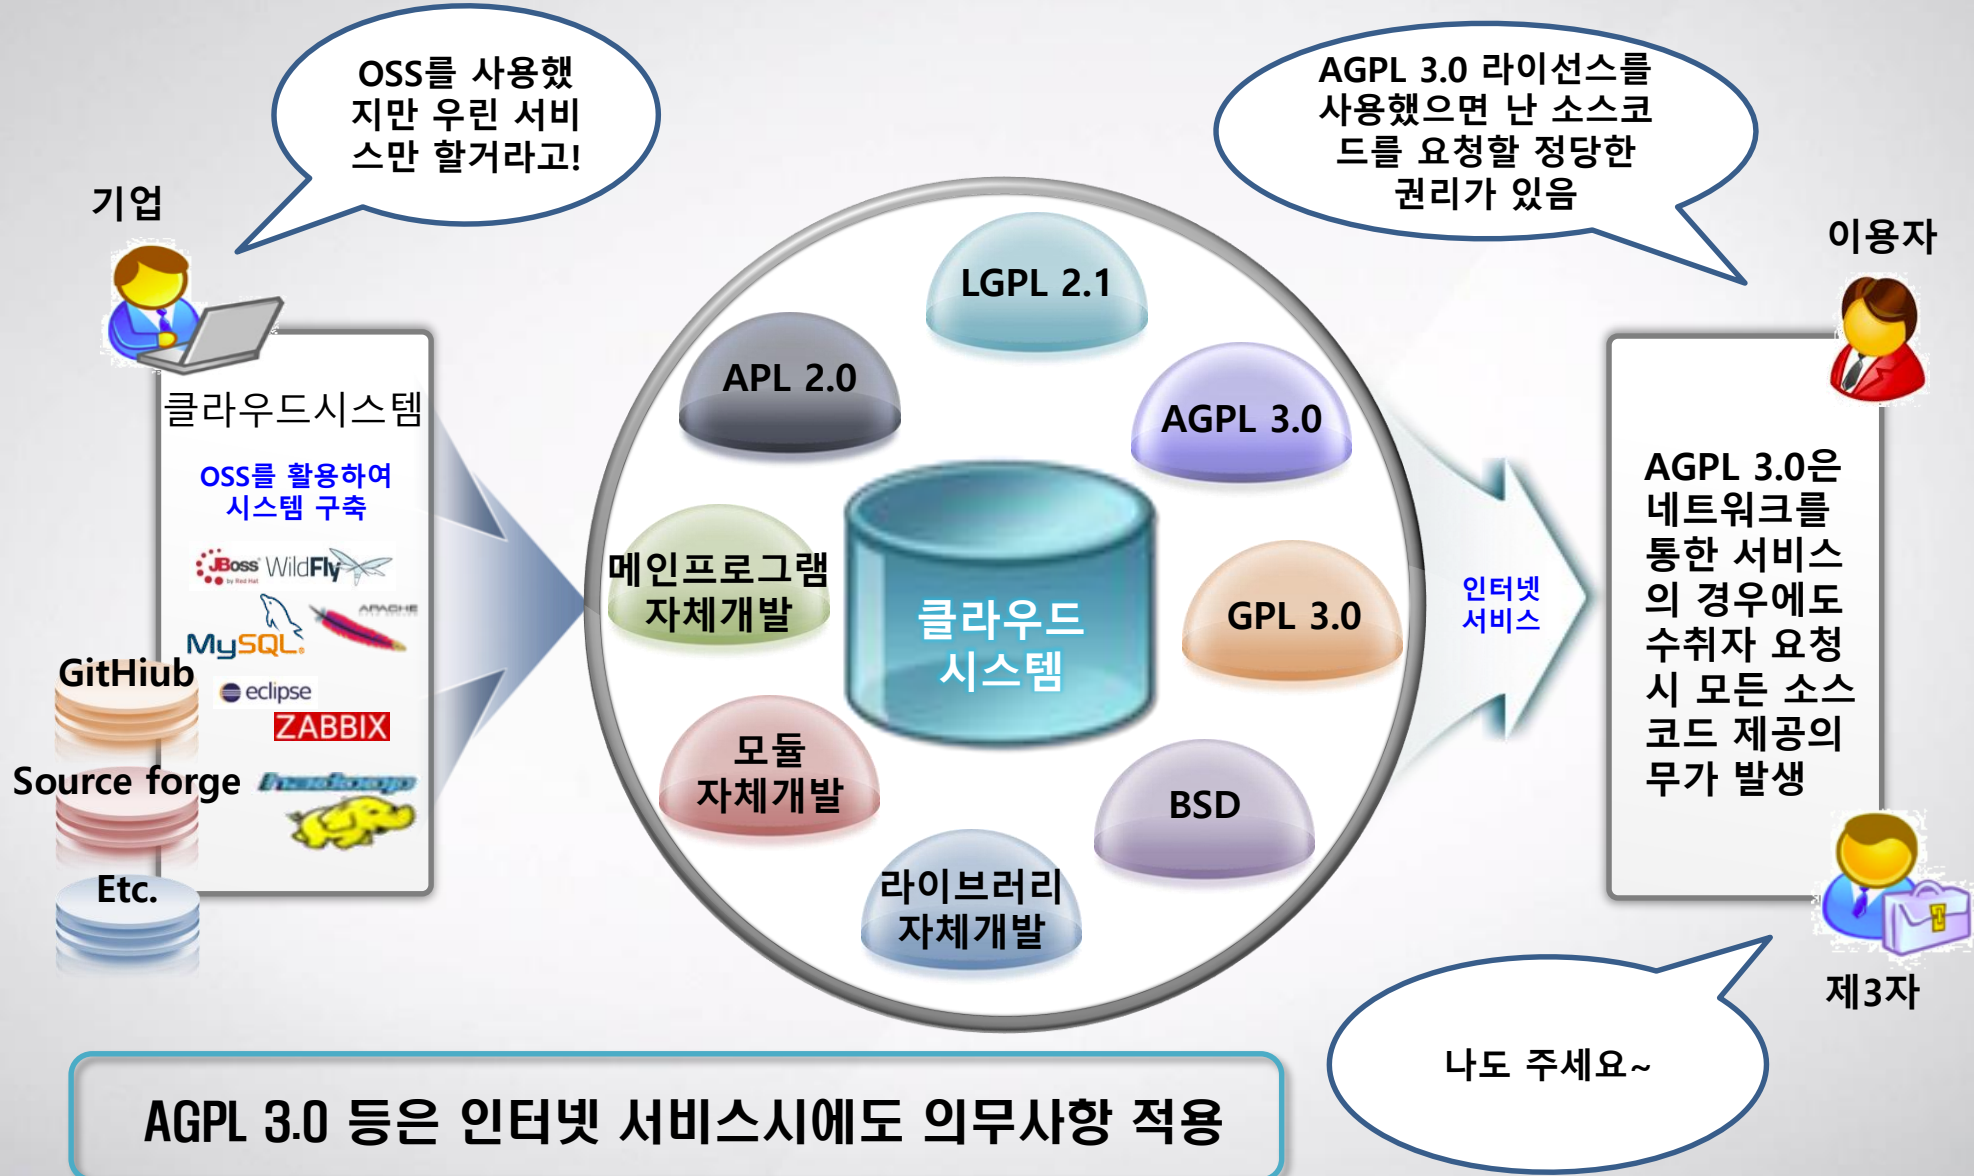 OSS를 사용했
지만 우린 서비
스만 할거라고!
AGPL 3.0 라이선스를
사용했으면 난 소스코
드를 요청할 정당한
권리가 있음
기업
이용자
클라우드시스템
OSS를 활용하여
시스템 구축
JBoss by Red Hat WildFly
APACHE
MySQL
GitHiub
eclipse
ZABBIX
Source forge
hadoop
Etc.
LGPL 2.1
APL 2.0
AGPL 3.0
메인프로그램
자체개발
클라우드
시스템
GPL 3.0
모듈
자체개발
BSD
라이브러리
자체개발
인터넷
서비스
AGPL 3.0은
네트워크를
통한 서비스
의 경우에도
수취자 요청
시 모든 소스
코드 제공의
무가 발생
제3자
나도 주세요~
AGPL 3.0 등은 인터넷 서비스시에도 의무사항 적용